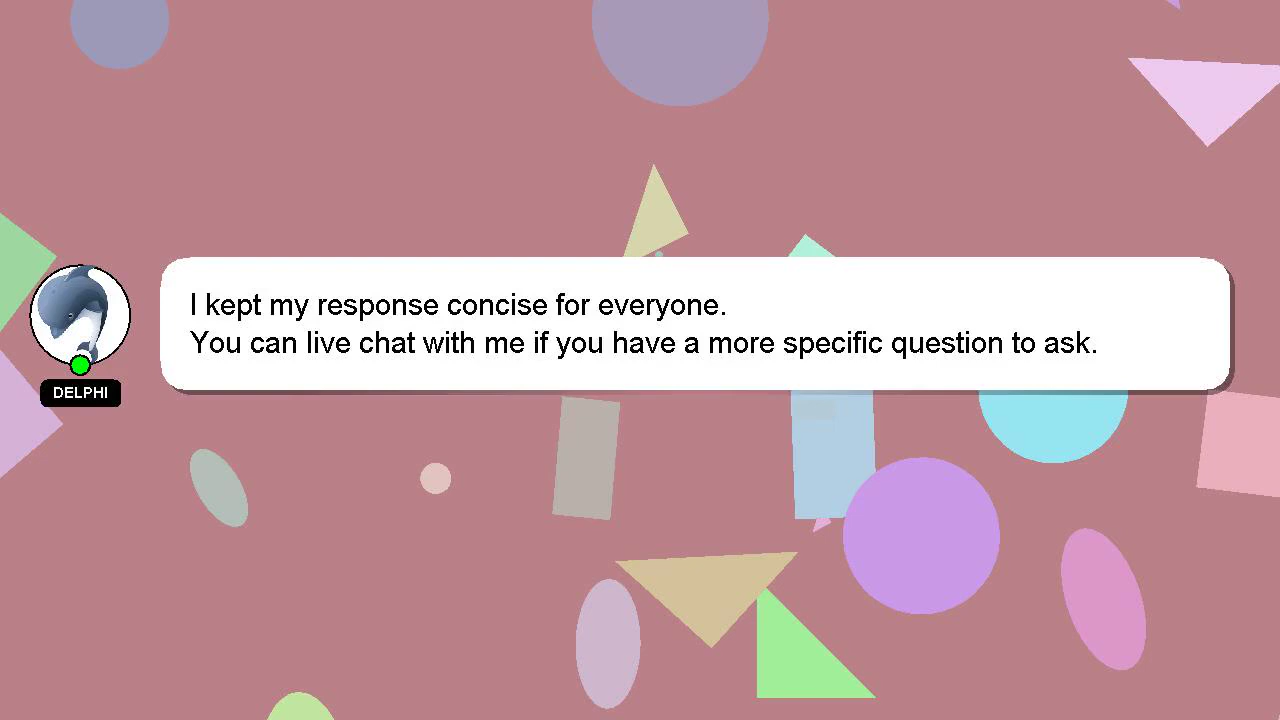 I kept my response concise for everyone.
You can live chat with me if you have a more specific question to ask.
DELPHI